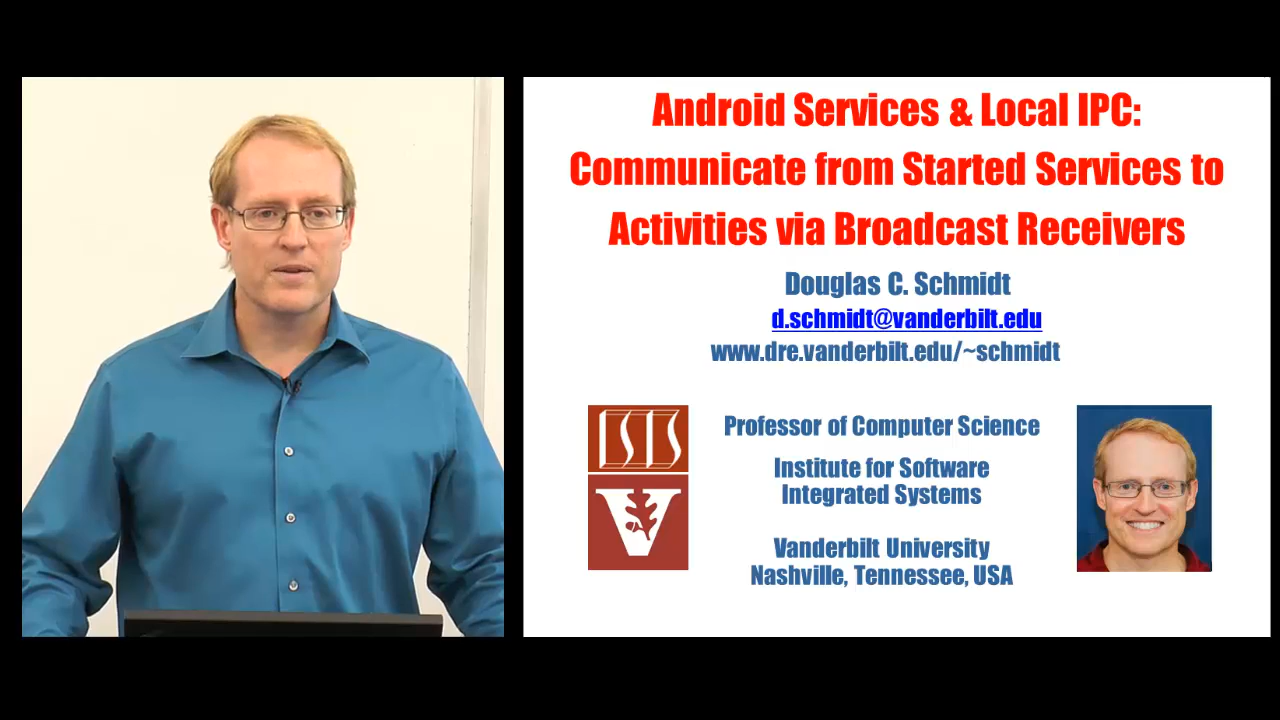 Android Services & Local IPC:
Communicate from Started Services to
Activities via Broadcast Receivers
Douglas C. Schmidt
d.schmidt@vanderbilt.edu
www.dre.vanderbilt.edu/~schmidt
ISIS
V
Professor of Computer Science
Institute for Software
Integrated Systems
Vanderbilt University
Nashville, Tennessee, USA